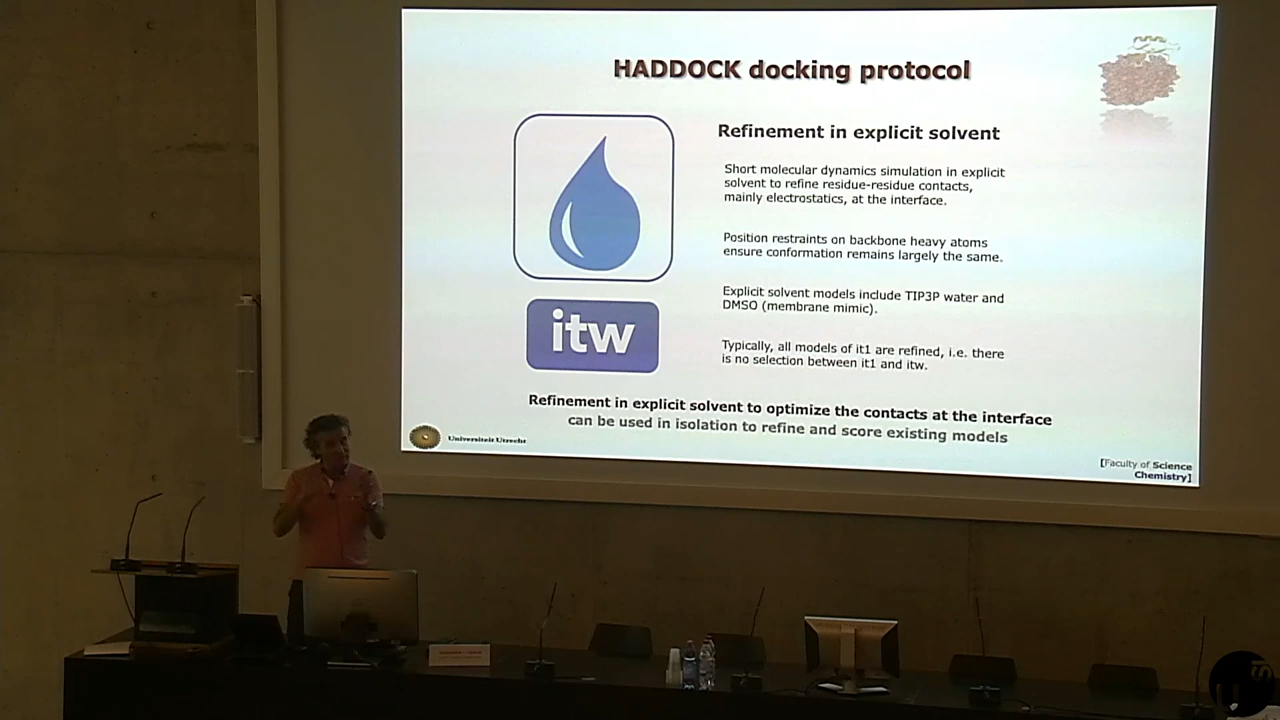 HADDOCK docking protocol
Refinement in explicit solvent
Short molecular dynamics simulation in explicit
solvent to refine residue-residue contacts,
mainly electrostatics, at the interface.
Position restraints on backbone heavy atoms
ensure conformation remains largely the same.
Explicit solvent models include TIP3P water and
DMSO (membrane mimic).
itw
Typically, all models of it1 are refined, i.e. there
is no selection between it1 and itw.
Refinement in explicit solvent to optimize the contacts at the interface
can be used in isolation to refine and score existing models
Universiteit Utrecht
[Faculty of Science
Chemistry]